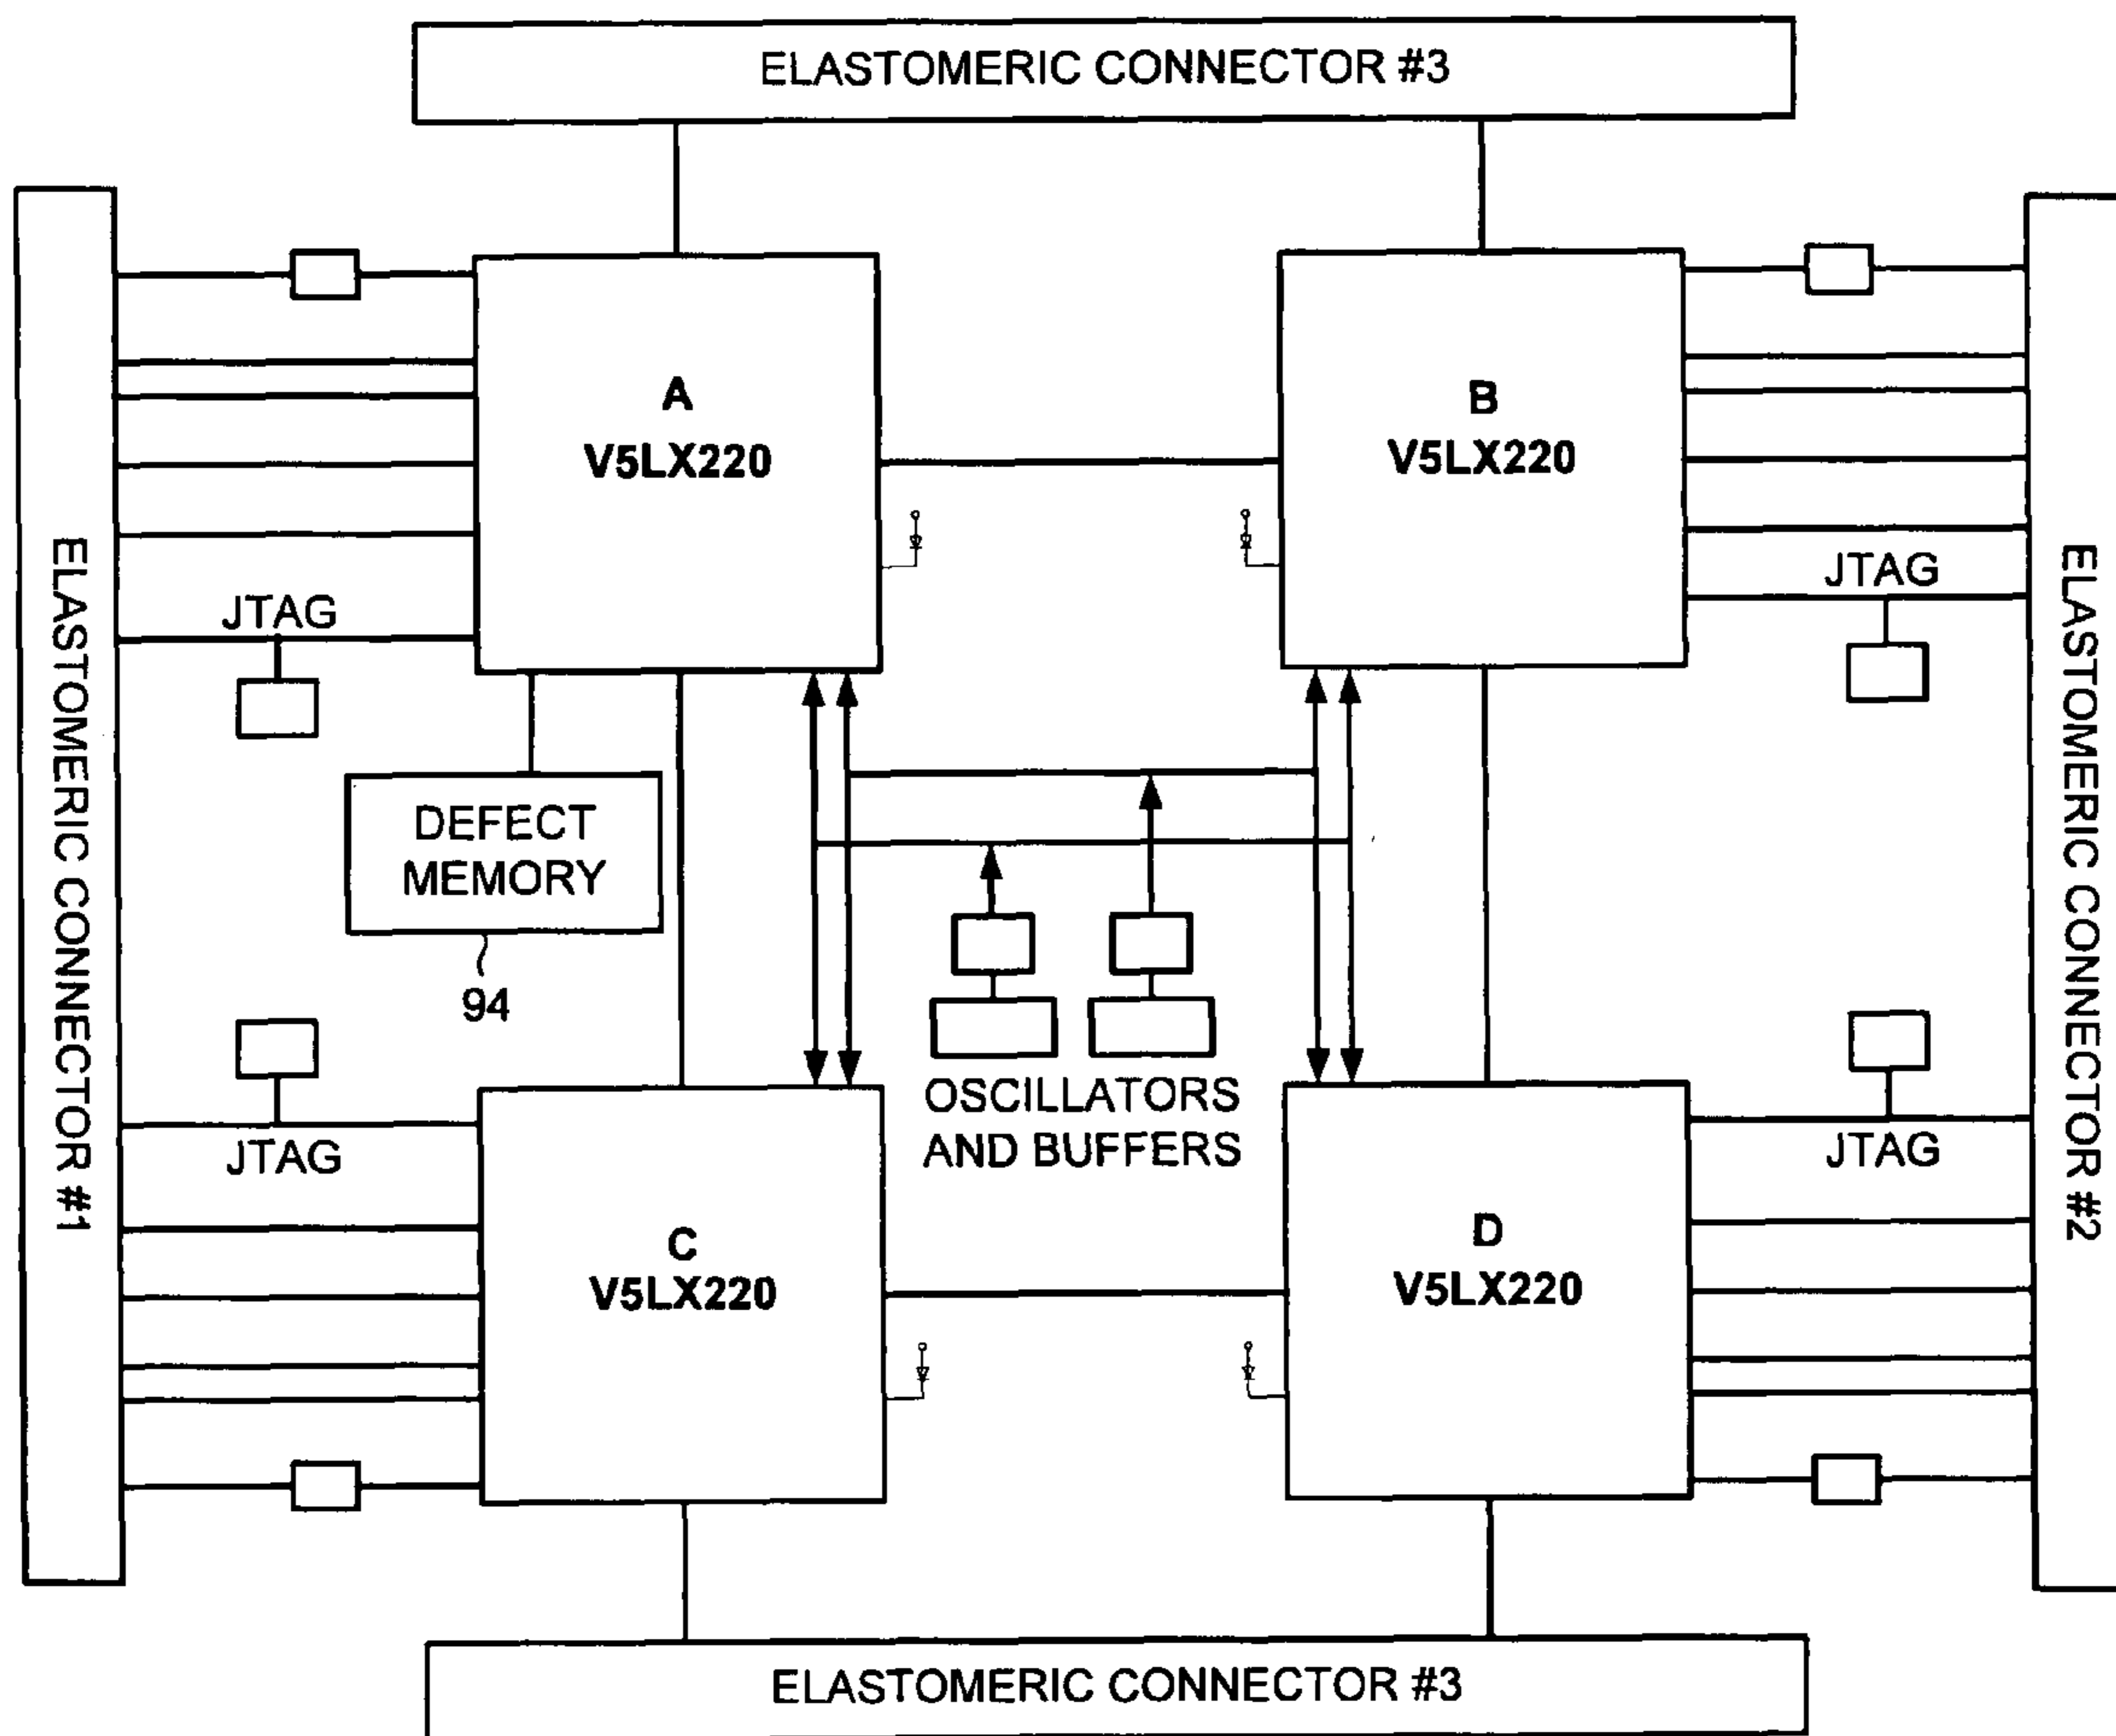 ELASTOMERIC CONNECTOR #3
ELASTOMERIC CONNECTOR #1
A
V5LX220
B
V5LX220
ELASTOMERIC CONNECTOR #2
JTAG
JTAG
DEFECT
MEMORY
94
OSCILLATORS
AND BUFFERS
JTAG
JTAG
C
V5LX220
D
V5LX220
ELASTOMERIC CONNECTOR #3